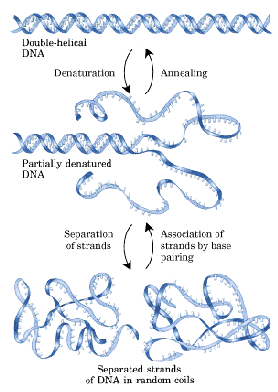 Double-helical
DNA
Denaturation
Annealing
Partially denatured
DNA
Separation
of strands
Association of
strands by base
pairing
Separated strands
of DNA in random coils